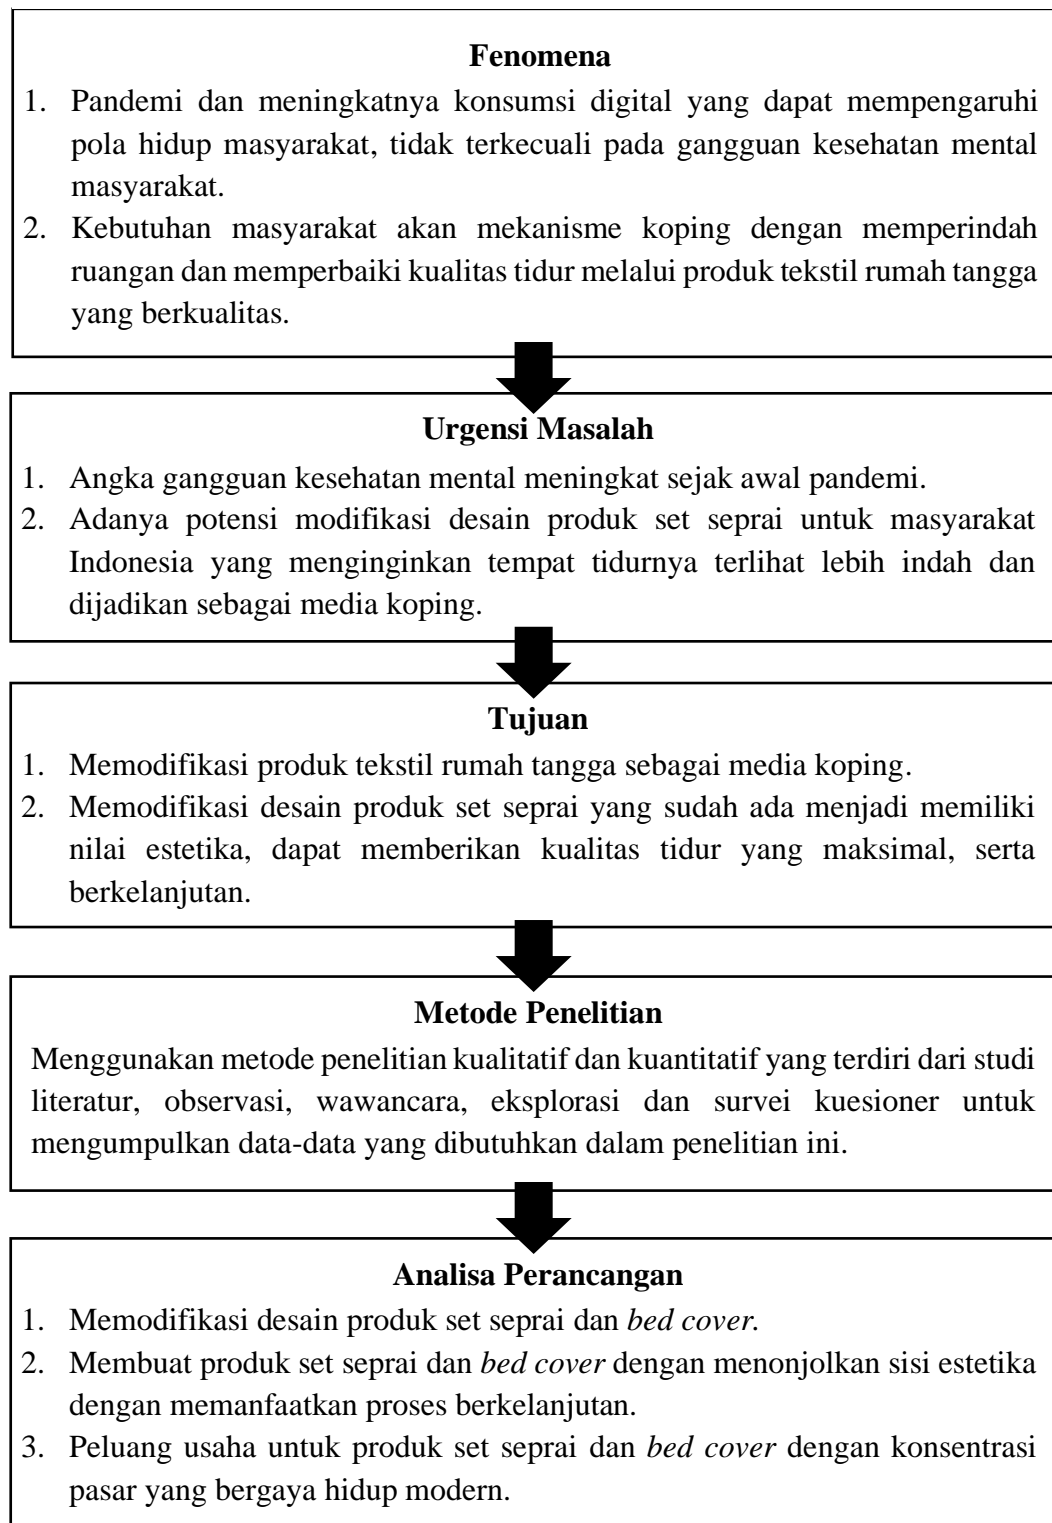 Fenomena
1. Pandemi dan meningkatnya konsumsi digital yang dapat mempengaruhi
pola hidup masyarakat, tidak terkecuali pada gangguan kesehatan mental
masyarakat.
2. Kebutuhan masyarakat akan mekanisme koping dengan memperindah
ruangan dan memperbaiki kualitas tidur melalui produk tekstil rumah tangga
yang berkualitas.
Urgensi Masalah
1. Angka gangguan kesehatan mental meningkat sejak awal pandemi.
2. Adanya potensi modifikasi desain produk set seprai untuk masyarakat
Indonesia yang menginginkan tempat tidurnya terlihat lebih indah dan
dijadikan sebagai media koping.
Tujuan
1. Memodifikasi produk tekstil rumah tangga sebagai media koping.
2. Memodifikasi desain produk set seprai yang sudah ada menjadi memiliki
nilai estetika, dapat memberikan kualitas tidur yang maksimal, serta
berkelanjutan.
Metode Penelitian
Menggunakan metode penelitian kualitatif dan kuantitatif yang terdiri dari studi
literatur, observasi, wawancara, eksplorasi dan survei kuesioner untuk
mengumpulkan data-data yang dibutuhkan dalam penelitian ini.
Analisa Perancangan
1. Memodifikasi desain produk set seprai dan bed cover.
2. Membuat produk set seprai dan bed cover dengan menonjolkan sisi estetika
dengan memanfaatkan proses berkelanjutan.
3. Peluang usaha untuk produk set seprai dan bed cover dengan konsentrasi
pasar yang bergaya hidup modern.